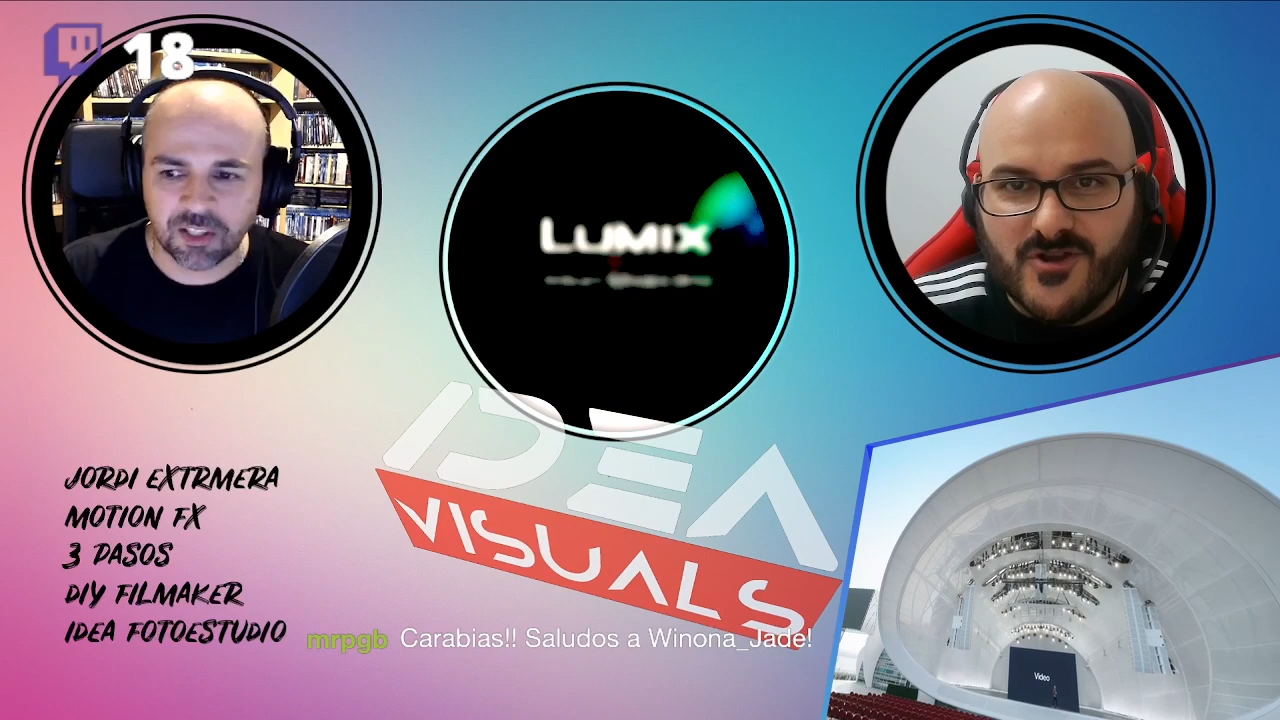 18
LUMIX
IDEA
VISUALS
JORDI EXTRMERA
MOTION FX
3 PASOS
DIY FILMAKER
IDEA FOTOESTUDIO
mrpgb Carabias!! Saludos a Winona_Jade!
Video